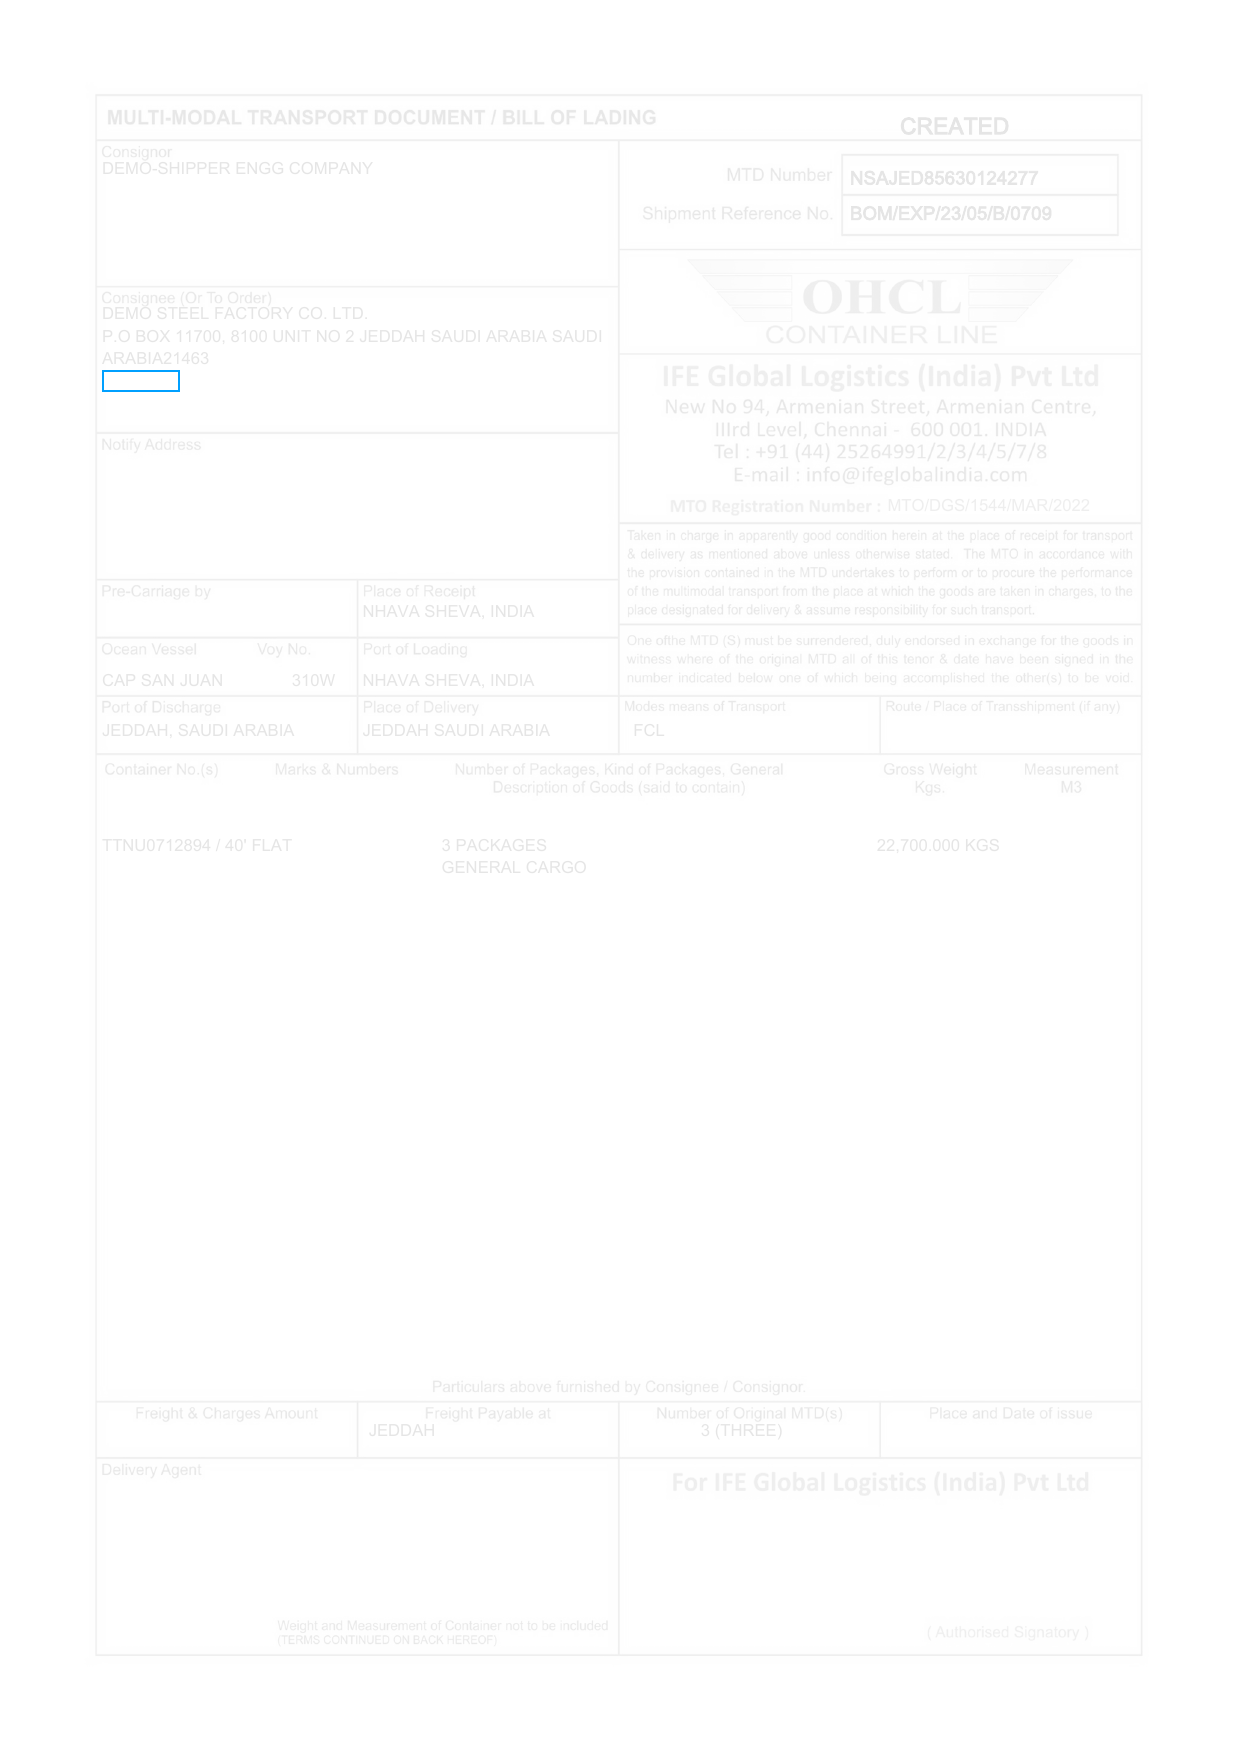 MULTI-MODAL TRANSPORT DOCUMENT / BILL OF LADING
CREATED
Consignor
DEMO-SHIPPER ENGG COMPANY
MTD Number
NSAJED85630124277
Shipment Reference No.
BOM/EXP/23/05/B/0709
Consignee (Or To Order)
DEMO STEEL FACTORY CO. LTD.
P.O BOX 11700, 8100 UNIT NO 2 JEDDAH SAUDI ARABIA SAUDI
ARABIA21463
OHCL
CONTAINER LINE
IFE Global Logistics (India) Pvt Ltd
New No 94, Armenian Street, Armenian Centre,
IIIrd Level, Chennai - 600 001. INDIA
Tel : +91 (44) 25264991/2/3/4/5/7/8
E-mail : info@ifeglobalindia.com
MTO Registration Number : MTO/DGS/1544/MAR/2022
Notify Address
Taken in charge in apparently good condition herein at the place of receipt for transport
& delivery as mentioned above unless otherwise stated. The MTO in accordance with
the provision contained in the MTD undertakes to perform or to procure the performance
of the multimodal transport from the place at which the goods are taken in charges, to the
place designated for delivery & assume responsibility for such transport.
Pre-Carriage by
Place of Receipt
NHAVA SHEVA, INDIA
One ofthe MTD (S) must be surrendered, duly endorsed in exchange for the goods in
witness where of the original MTD all of this tenor & date have been signed in the
number indicated below one of which being accomplished the other(s) to be void.
Ocean Vessel Voy No.
CAP SAN JUAN 310W
Port of Loading
NHAVA SHEVA, INDIA
Port of Discharge
JEDDAH, SAUDI ARABIA
Place of Delivery
JEDDAH SAUDI ARABIA
Modes means of Transport
FCL
Route / Place of Transshipment (if any)
Container No.(s) Marks & Numbers Number of Packages, Kind of Packages, General Gross Weight Measurement
Description of Goods (said to contain) Kgs. M3
TTNU0712894 / 40' FLAT 3 PACKAGES 22,700.000 KGS
GENERAL CARGO
Particulars above furnished by Consignee / Consignor.
Freight & Charges Amount
Freight Payable at
JEDDAH
Number of Original MTD(s)
3 (THREE)
Place and Date of issue
Delivery Agent
For IFE Global Logistics (India) Pvt Ltd
Weight and Measurement of Container not to be included
(TERMS CONTINUED ON BACK HEREOF)
( Authorised Signatory )